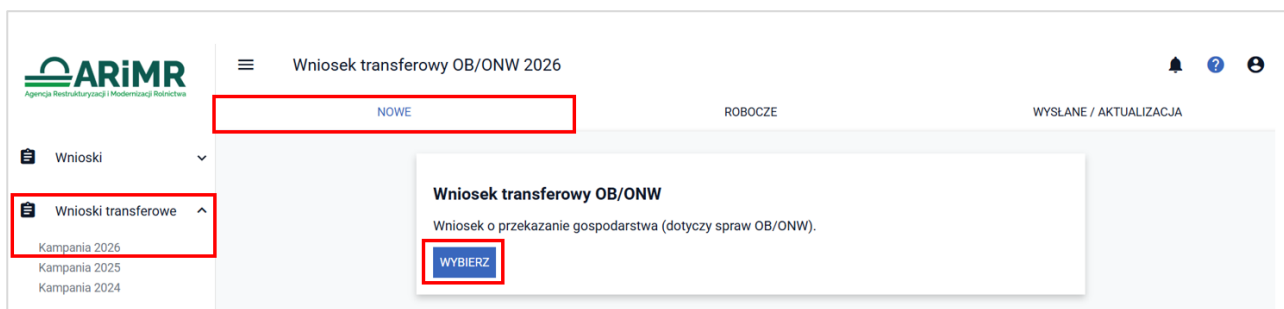 ARiMR
Agencja Restrukturyzacji i Modernizacji Rolnictwa
Wniosek transferowy OB/ONW 2026
NOWE
ROBOCZE
WYSŁANE / AKTUALIZACJA
Wnioski
Wnioski transferowe
Kampania 2026
Kampania 2025
Kampania 2024
Wniosek transferowy OB/ONW
Wniosek o przekazanie gospodarstwa (dotyczy spraw OB/ONW).
WYBIERZ